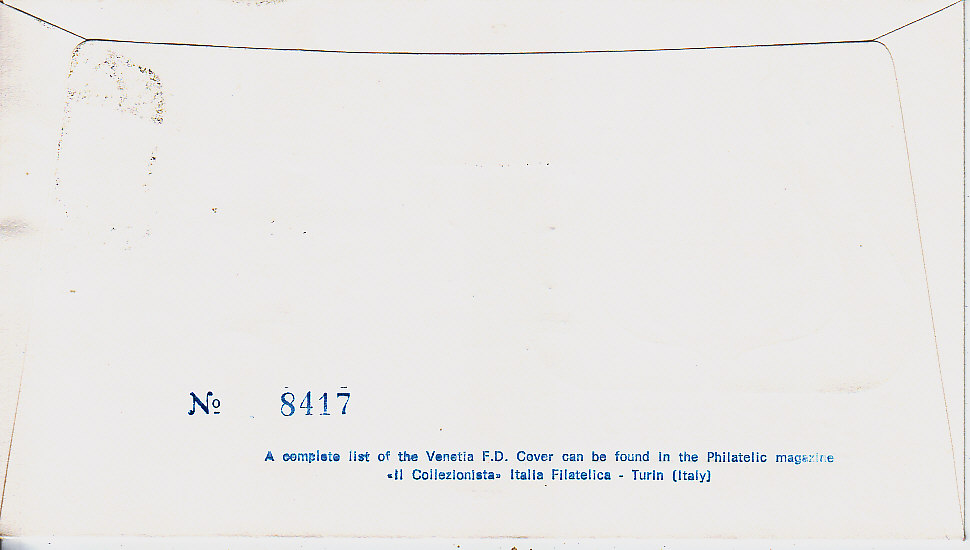 Nº 8417
A complete list of the Venetia F.D. Cover can be found in the Philatelic magazine
«Il Collezionista» Italia Filatelica - Turin (Italy)